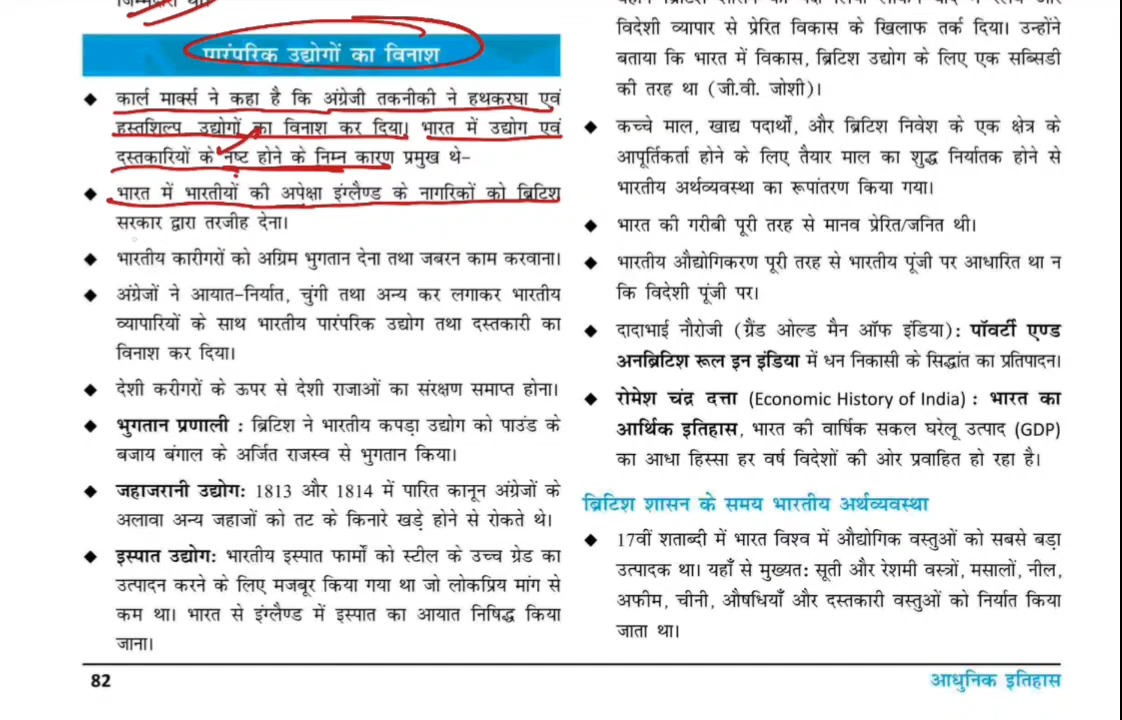 जिम्मेदारी था।
पारंपरिक उद्योगों का विनाश
◆ कार्ल मार्क्स ने कहा है कि अंग्रेजी तकनीकी ने हथकरघा एवं
हस्तशिल्प उद्योगों का विनाश कर दिया। भारत में उद्योग एवं
दस्तकारियों के नष्ट होने के निम्न कारण प्रमुख थे-
◆ भारत में भारतीयों की अपेक्षा इंग्लैण्ड के नागरिकों को ब्रिटिश
सरकार द्वारा तरजीह देना।
◆ भारतीय कारीगरों को अग्रिम भुगतान देना तथा जबरन काम करवाना।
◆ अंग्रेजों ने आयात-निर्यात, चुंगी तथा अन्य कर लगाकर भारतीय
व्यापारियों के साथ भारतीय पारंपरिक उद्योग तथा दस्तकारी का
विनाश कर दिया।
◆ देशी करीगरों के ऊपर से देशी राजाओं का संरक्षण समाप्त होना।
◆ भुगतान प्रणाली : ब्रिटिश ने भारतीय कपड़ा उद्योग को पाउंड के
बजाय बंगाल के अर्जित राजस्व से भुगतान किया।
◆ जहाजरानी उद्योग: 1813 और 1814 में पारित कानून अंग्रेजों के
अलावा अन्य जहाजों को तट के किनारे खड़े होने से रोकते थे।
◆ इस्पात उद्योग: भारतीय इस्पात फार्मों को स्टील के उच्च ग्रेड का
उत्पादन करने के लिए मजबूर किया गया था जो लोकप्रिय मांग से
कम था। भारत से इंग्लैण्ड में इस्पात का आयात निषिद्ध किया
जाना।
विदेशी व्यापार से प्रेरित विकास के खिलाफ तर्क दिया। उन्होंने
बताया कि भारत में विकास, ब्रिटिश उद्योग के लिए एक सब्सिडी
की तरह था (जी.वी. जोशी)।
◆ कच्चे माल, खाद्य पदार्थों, और ब्रिटिश निवेश के एक क्षेत्र के
आपूर्तिकर्ता होने के लिए तैयार माल का शुद्ध निर्यातक होने से
भारतीय अर्थव्यवस्था का रूपांतरण किया गया।
◆ भारत की गरीबी पूरी तरह से मानव प्रेरित/जनित थी।
◆ भारतीय औद्योगिकरण पूरी तरह से भारतीय पूंजी पर आधारित था न
कि विदेशी पूंजी पर।
◆ दादाभाई नौरोजी (ग्रैंड ओल्ड मैन ऑफ इंडिया): पॉवर्टी एण्ड
अनब्रिटिश रूल इन इंडिया में धन निकासी के सिद्धांत का प्रतिपादन।
◆ रोमेश चंद्र दत्ता (Economic History of India) : भारत का
आर्थिक इतिहास, भारत की वार्षिक सकल घरेलू उत्पाद (GDP)
का आधा हिस्सा हर वर्ष विदेशों की ओर प्रवाहित हो रहा है।
ब्रिटिश शासन के समय भारतीय अर्थव्यवस्था
◆ 17वीं शताब्दी में भारत विश्व में औद्योगिक वस्तुओं को सबसे बड़ा
उत्पादक था। यहाँ से मुख्यत: सूती और रेशमी वस्त्रों, मसालों, नील,
अफीम, चीनी, औषधियाँ और दस्तकारी वस्तुओं को निर्यात किया
जाता था।
82
आधुनिक इतिहास